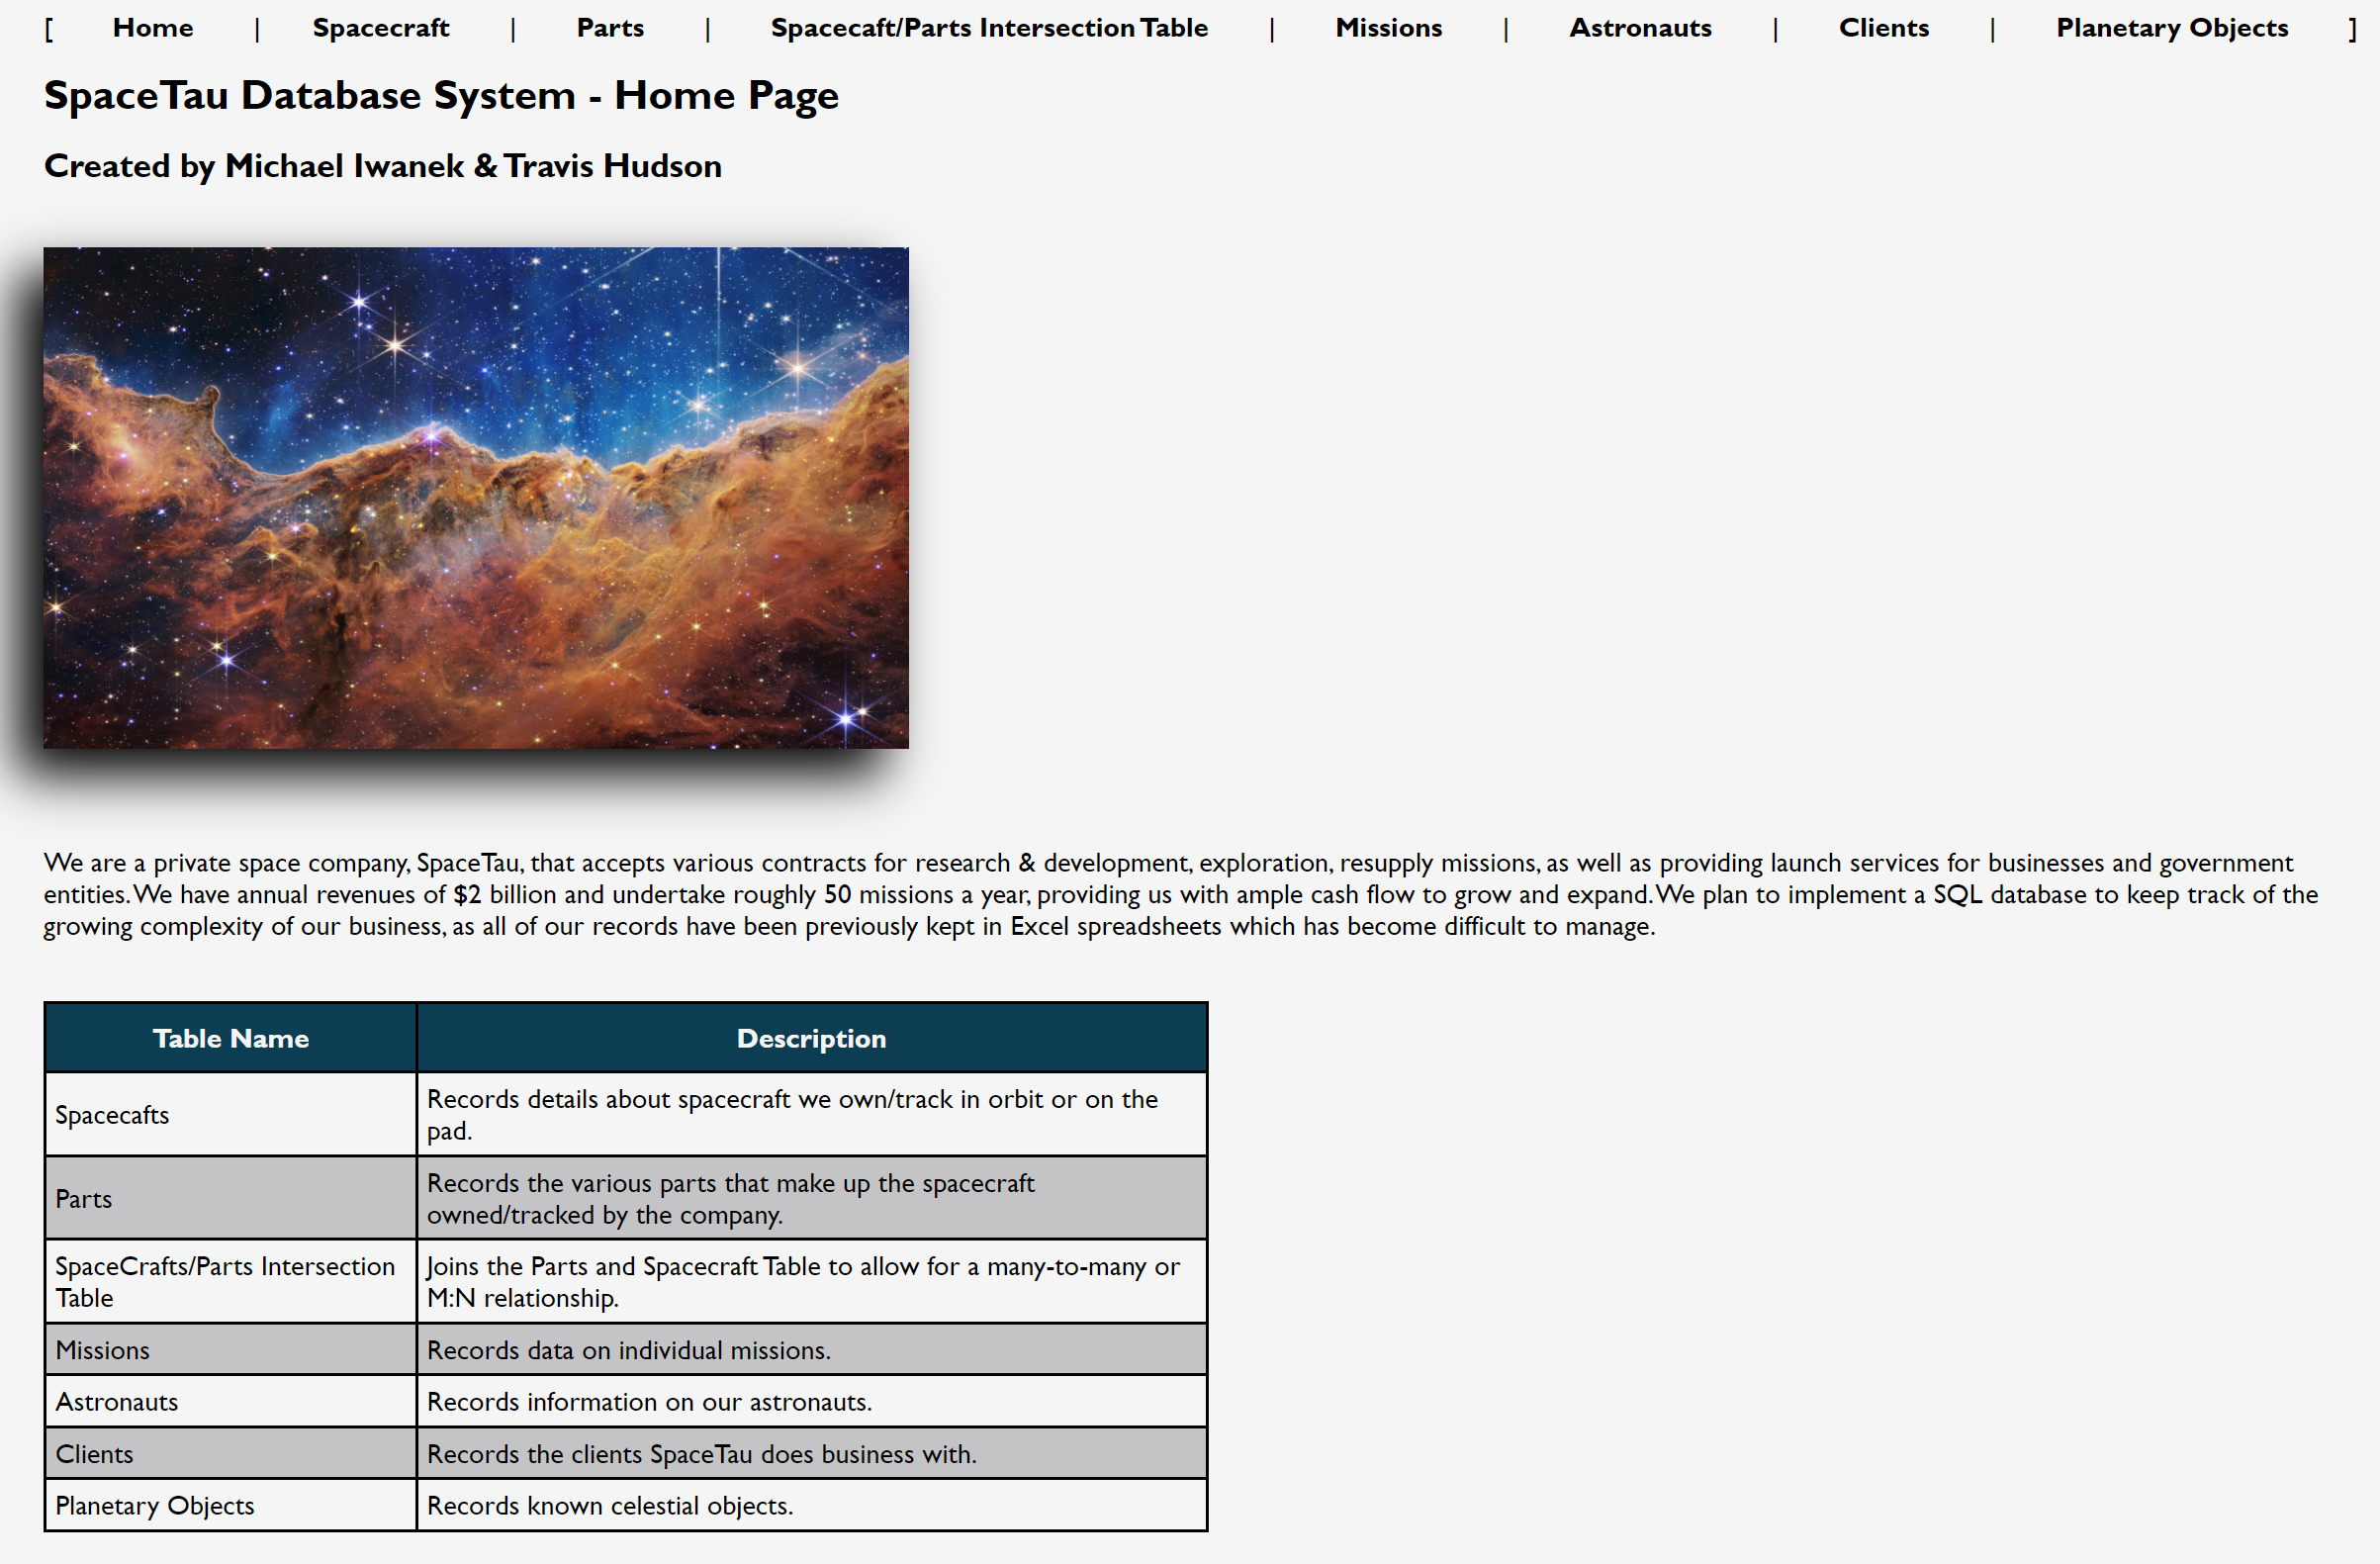 [ Home | Spacecraft | Parts | Spacecaft/Parts Intersection Table | Missions | Astronauts | Clients | Planetary Objects ]
SpaceTau Database System - Home Page
Created by Michael Iwanek & Travis Hudson
We are a private space company, SpaceTau, that accepts various contracts for research & development, exploration, resupply missions, as well as providing launch services for businesses and government
entities. We have annual revenues of $2 billion and undertake roughly 50 missions a year, providing us with ample cash flow to grow and expand. We plan to implement a SQL database to keep track of the
growing complexity of our business, as all of our records have been previously kept in Excel spreadsheets which has become difficult to manage.
Table Name Description
Spacecafts Records details about spacecraft we own/track in orbit or on the
pad.
Parts Records the various parts that make up the spacecraft
owned/tracked by the company.
SpaceCrafts/Parts Intersection
Table
Joins the Parts and Spacecraft Table to allow for a many-to-many or
M:N relationship.
Missions Records data on individual missions.
Astronauts Records information on our astronauts.
Clients Records the clients SpaceTau does business with.
Planetary Objects Records known celestial objects.